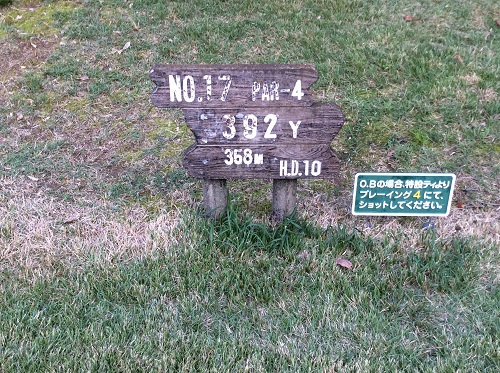 NO.17 PAR-4
392 Y
358M H.D.10
O.Bの場合、特設ティより
プレーイング4にて、
ショットしてください。